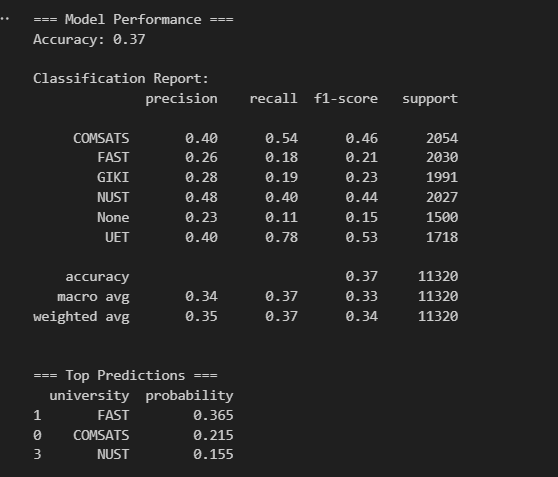 === Model Performance ===
Accuracy: 0.37
Classification Report:
precision recall f1-score support
COMSATS 0.40 0.54 0.46 2054
FAST 0.26 0.18 0.21 2030
GIKI 0.28 0.19 0.23 1991
NUST 0.48 0.40 0.44 2027
None 0.23 0.11 0.15 1500
UET 0.40 0.78 0.53 1718
accuracy 0.37 11320
macro avg 0.34 0.37 0.33 11320
weighted avg 0.35 0.37 0.34 11320
=== Top Predictions ===
university probability
1 FAST 0.365
0 COMSATS 0.215
3 NUST 0.155